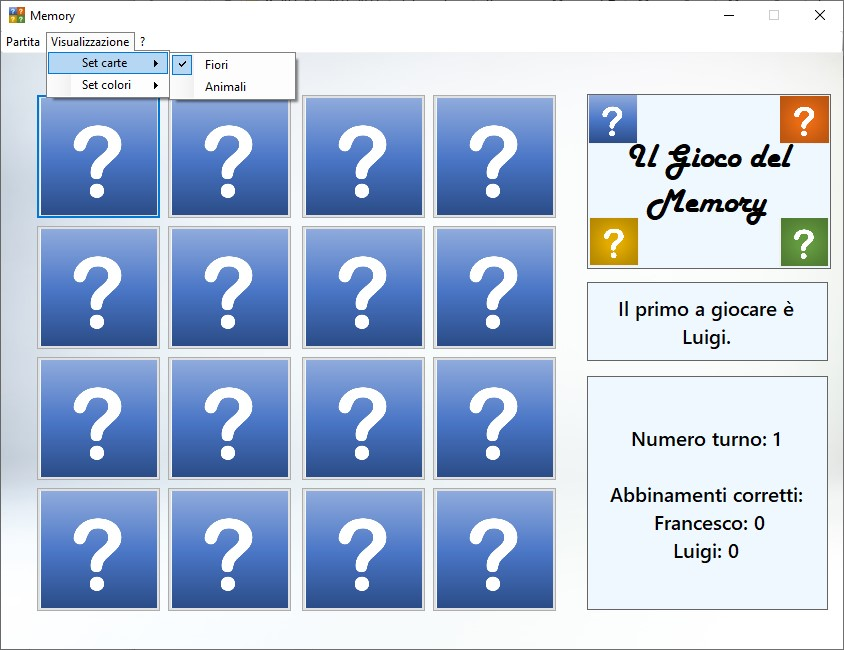 Memory
Partita Visualizzazione ?
Set carte
Set colori
Fiori
Animali
? ? ? ?
? ? ? ?
? ? ? ?
? ? ? ?
? ?
Il Gioco del
Memory
? ?
Il primo a giocare è
Luigi.
Numero turno: 1
Abbinamenti corretti:
Francesco: 0
Luigi: 0